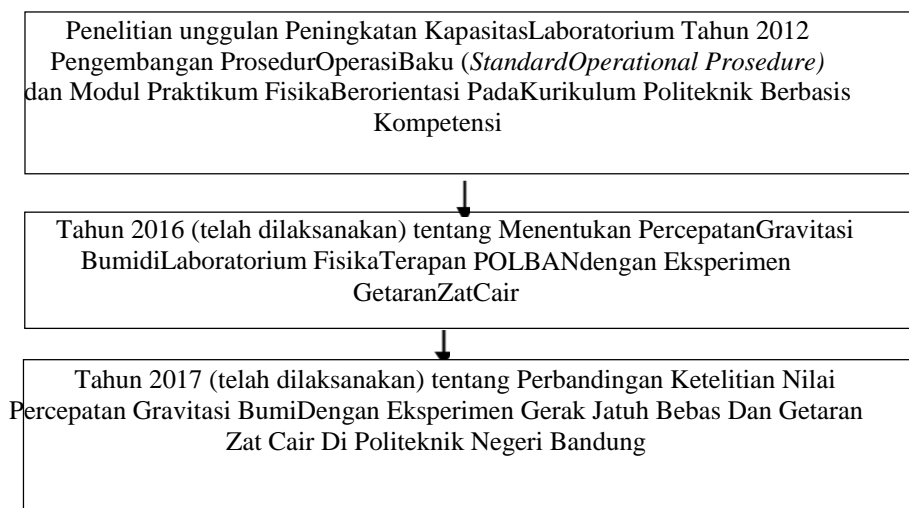 Penelitian unggulan Peningkatan KapasitasLaboratorium Tahun 2012
Pengembangan ProsedurOperasiBaku (StandardOperational Prosedure)
dan Modul Praktikum FisikaBerorientasi PadaKurikulum Politeknik Berbasis
Kompetensi
Tahun 2016 (telah dilaksanakan) tentang Menentukan PercepatanGravitasi
BumidiLaboratorium FisikaTerapan POLBANdengan Eksperimen
GetaranZatCair
Tahun 2017 (telah dilaksanakan) tentang Perbandingan Ketelitian Nilai
Percepatan Gravitasi BumiDengan Eksperimen Gerak Jatuh Bebas Dan Getaran
Zat Cair Di Politeknik Negeri Bandung